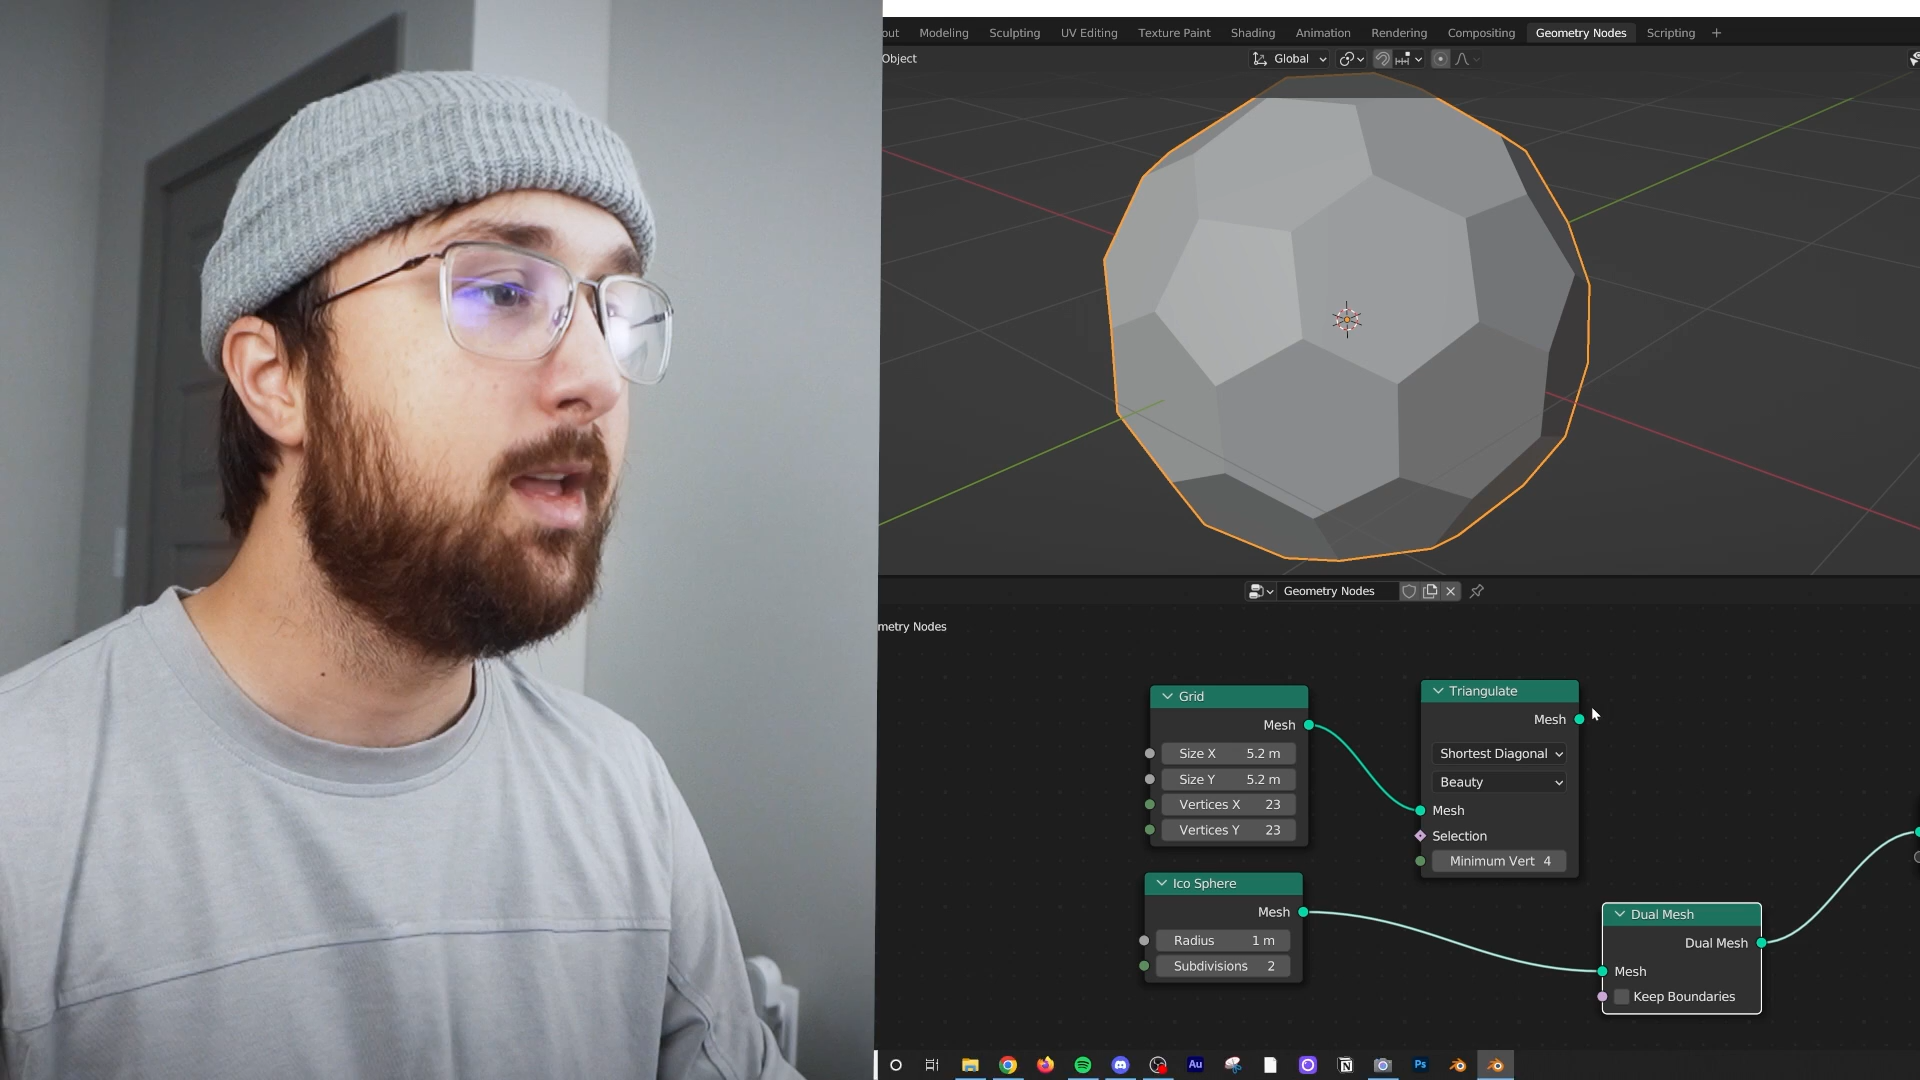 out Modeling Sculpting UV Editing Texture Paint Shading Animation Rendering Compositing Geometry Nodes Scripting +
Object
Global
Geometry Nodes
metry Nodes
Grid
Mesh
Size X 5.2 m
Size Y 5.2 m
Vertices X 23
Vertices Y 23
Triangulate
Mesh
Shortest Diagonal
Beauty
Mesh
Selection
Minimum Vert 4
Ico Sphere
Mesh
Radius 1 m
Subdivisions 2
Dual Mesh
Dual Mesh
Mesh
Keep Boundaries
Au
N
Ps